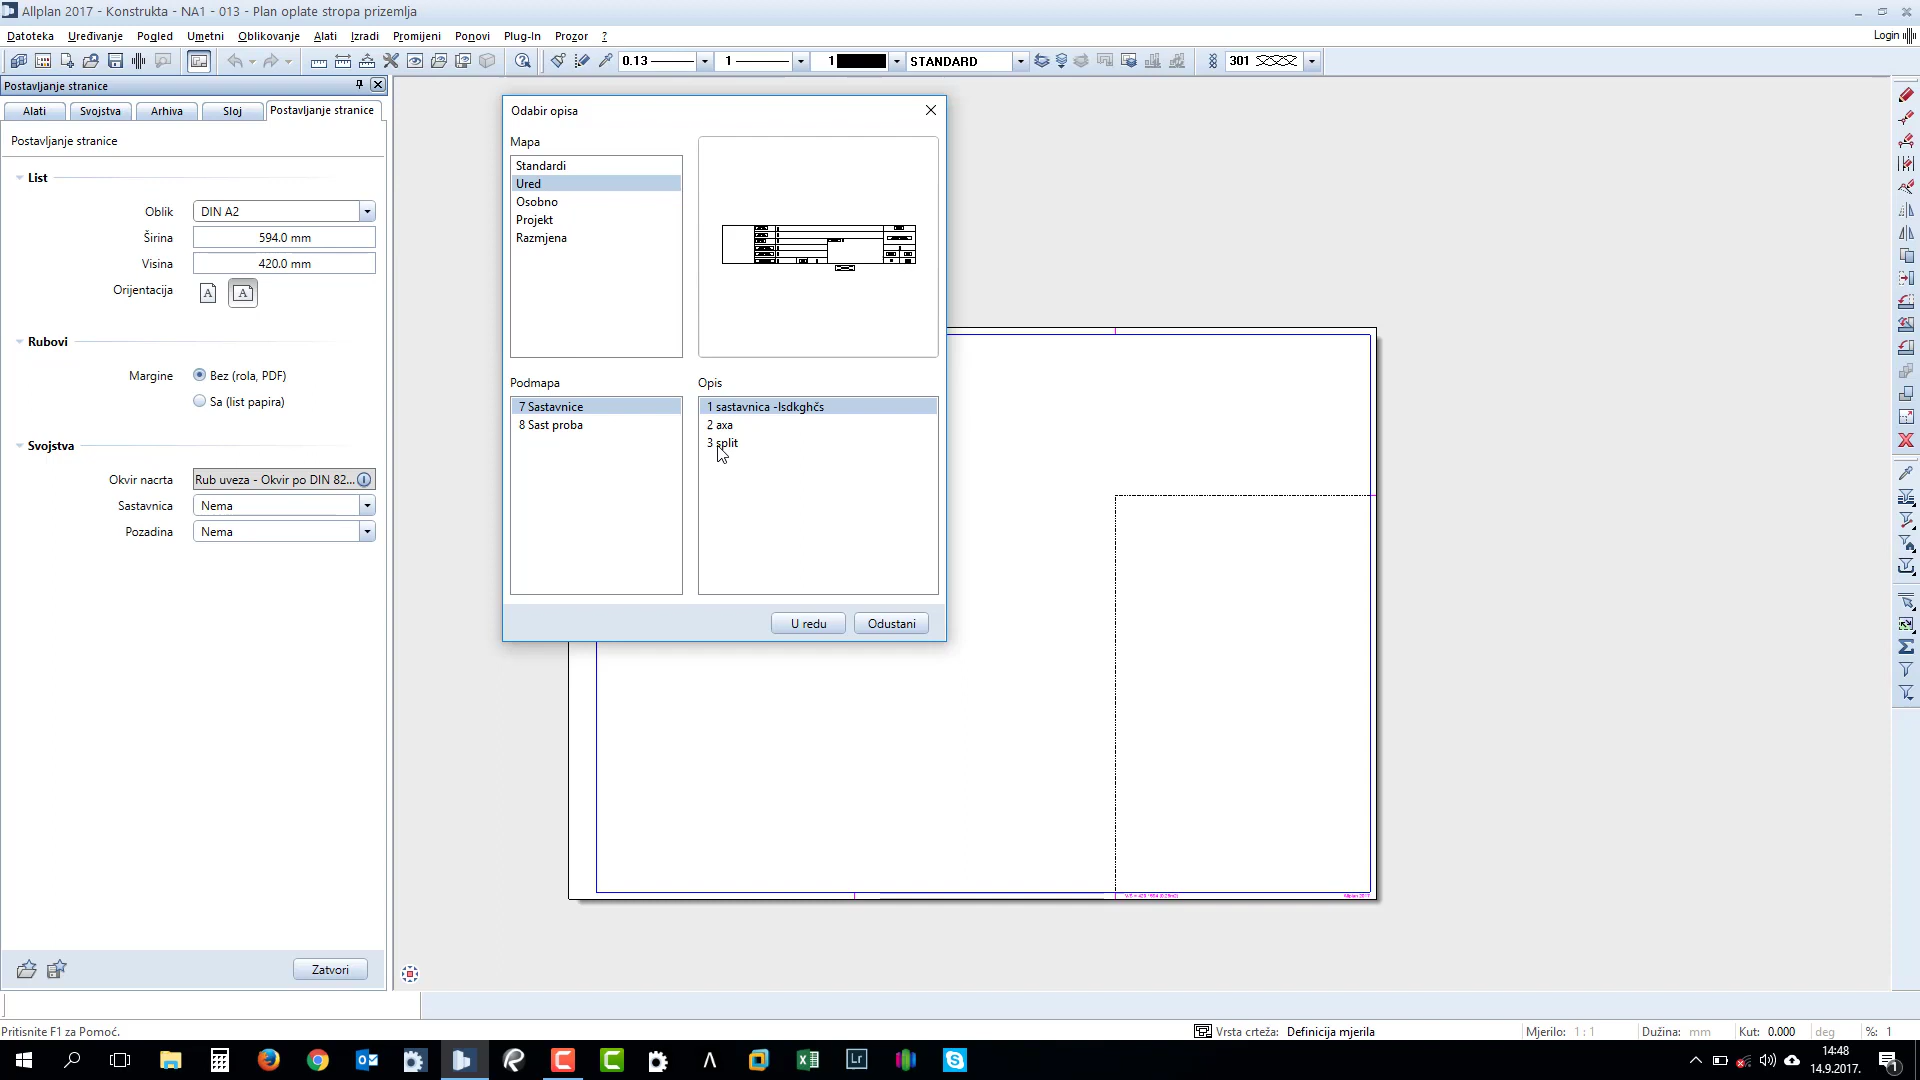 Allplan 2017 - Konstrukta - NA1 - 013 - Plan oplate stropa prizemlja
Datoteka Uređivanje Pogled Umetni Oblikovanje Alati Izradi Promijeni Ponovi Plug-In Prozor ?
Login
0.13 1 1 STANDARD 301
Postavljanje stranice
Alati Svojstva Arhiva Sloj Postavljanje stranice
Postavljanje stranice
List
Oblik DIN A2
Širina 594.0 mm
Visina 420.0 mm
Orijentacija A A
Rubovi
Margine Bez (rola, PDF)
Sa (list papira)
Svojstva
Okvir nacrta Rub uveza - Okvir po DIN 82...
Sastavnica Nema
Pozadina Nema
Zatvori
Odabir opisa
Mapa
Standardi
Ured
Osobno
Projekt
Razmjena
Podmapa
7 Sastavnice
8 Sast proba
Opis
1 sastavnica -lsdkghčs
2 axa
3 split
U redu Odustani
Allplan 2017
Pritisnite F1 za Pomoć.
Vrsta crteža: Definicija mjerila Mjerilo: 1 : 1 Dužina: mm Kut: 0.000 deg %: 1
Lr
14:48
14.9.2017.
1